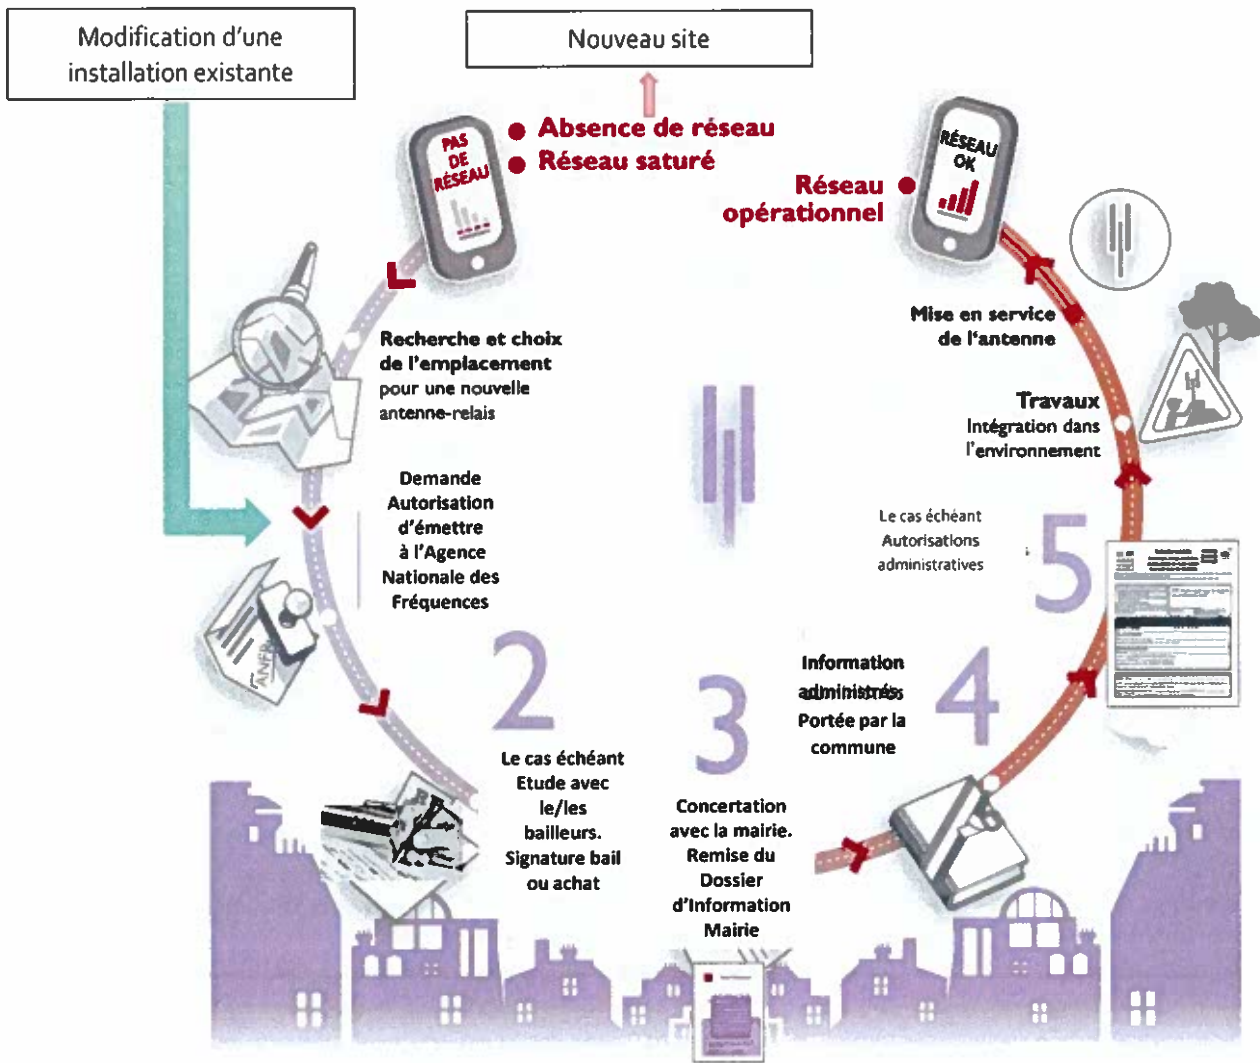 Modification d'une
installation existante
Nouveau site
PAS
DE
RÉSEAU
Absence de réseau
Réseau saturé
RÉSEAU
OK
Réseau
opérationnel
Recherche et choix
de l'emplacement
pour une nouvelle
antenne-relais
Demande
Autorisation
d'émettre
à l'Agence
Nationale des
Fréquences
ANFR
2
Le cas échéant
Etude avec
le/les
bailleurs.
Signature bail
ou achat
3
Concertation
avec la mairie.
Remise du
Dossier
d'Information
Mairie
4
Information
administrés
Portée par la
commune
5
Le cas échéant
Autorisations
administratives
Travaux
Intégration dans
l'environnement
Mise en service
de l'antenne